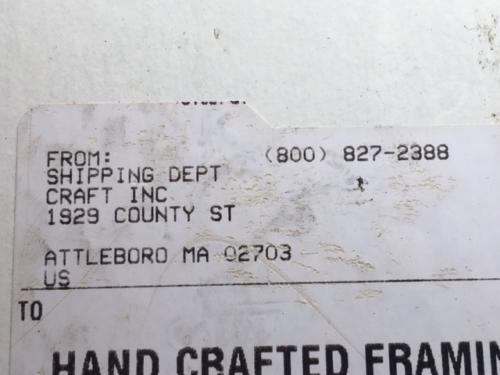 FROM: (800) 827-2388
SHIPPING DEPT
CRAFT INC
1929 COUNTY ST
ATTLEBORO MA 02703
US
TO
HAND CRAFTED FRAMIN